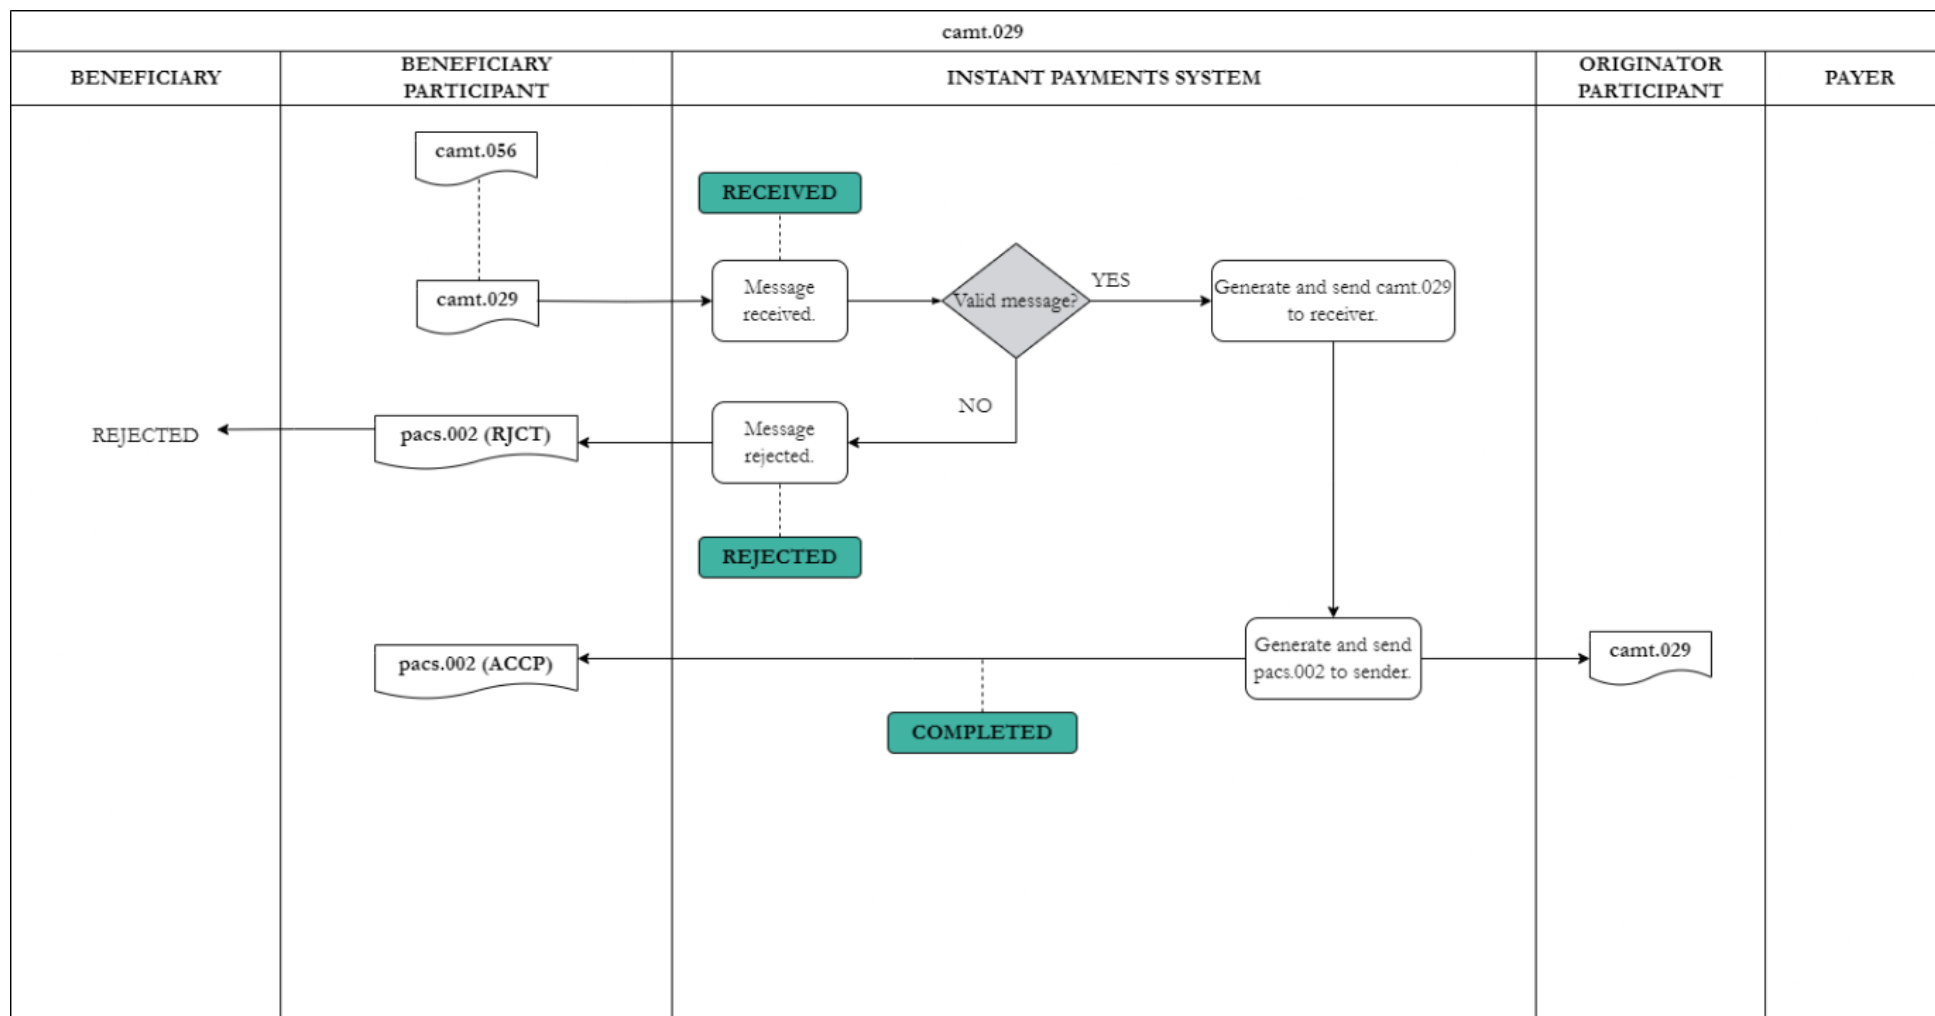 camt.029
BENEFICIARY
BENEFICIARY
PARTICIPANT
INSTANT PAYMENTS SYSTEM
ORIGINATOR
PARTICIPANT
PAYER
camt.056
RECEIVED
camt.029
Message
received.
Valid message?
YES
Generate and send camt.029
to receiver.
NO
REJECTED
pacs.002 (RJCT)
Message
rejected.
REJECTED
pacs.002 (ACCP)
Generate and send
pacs.002 to sender.
camt.029
COMPLETED